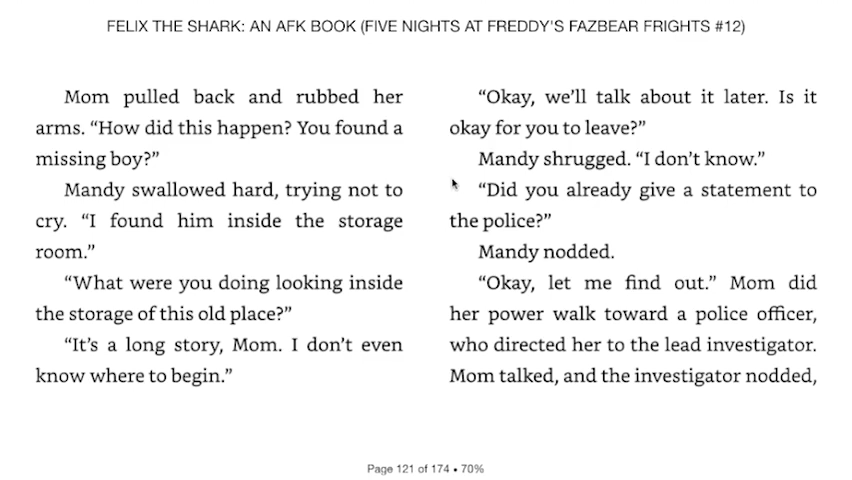 FELIX THE SHARK: AN AFK BOOK (FIVE NIGHTS AT FREDDY'S FAZBEAR FRIGHTS #12)
Mom pulled back and rubbed her
arms. “How did this happen? You found a
missing boy?”
Mandy swallowed hard, trying not to
cry. “I found him inside the storage
room.”
“What were you doing looking inside
the storage of this old place?”
“It’s a long story, Mom. I don’t even
know where to begin.”
“Okay, we’ll talk about it later. Is it
okay for you to leave?”
Mandy shrugged. “I don’t know.”
“Did you already give a statement to
the police?”
Mandy nodded.
“Okay, let me find out.” Mom did
her power walk toward a police officer,
who directed her to the lead investigator.
Mom talked, and the investigator nodded,
Page 121 of 174 • 70%